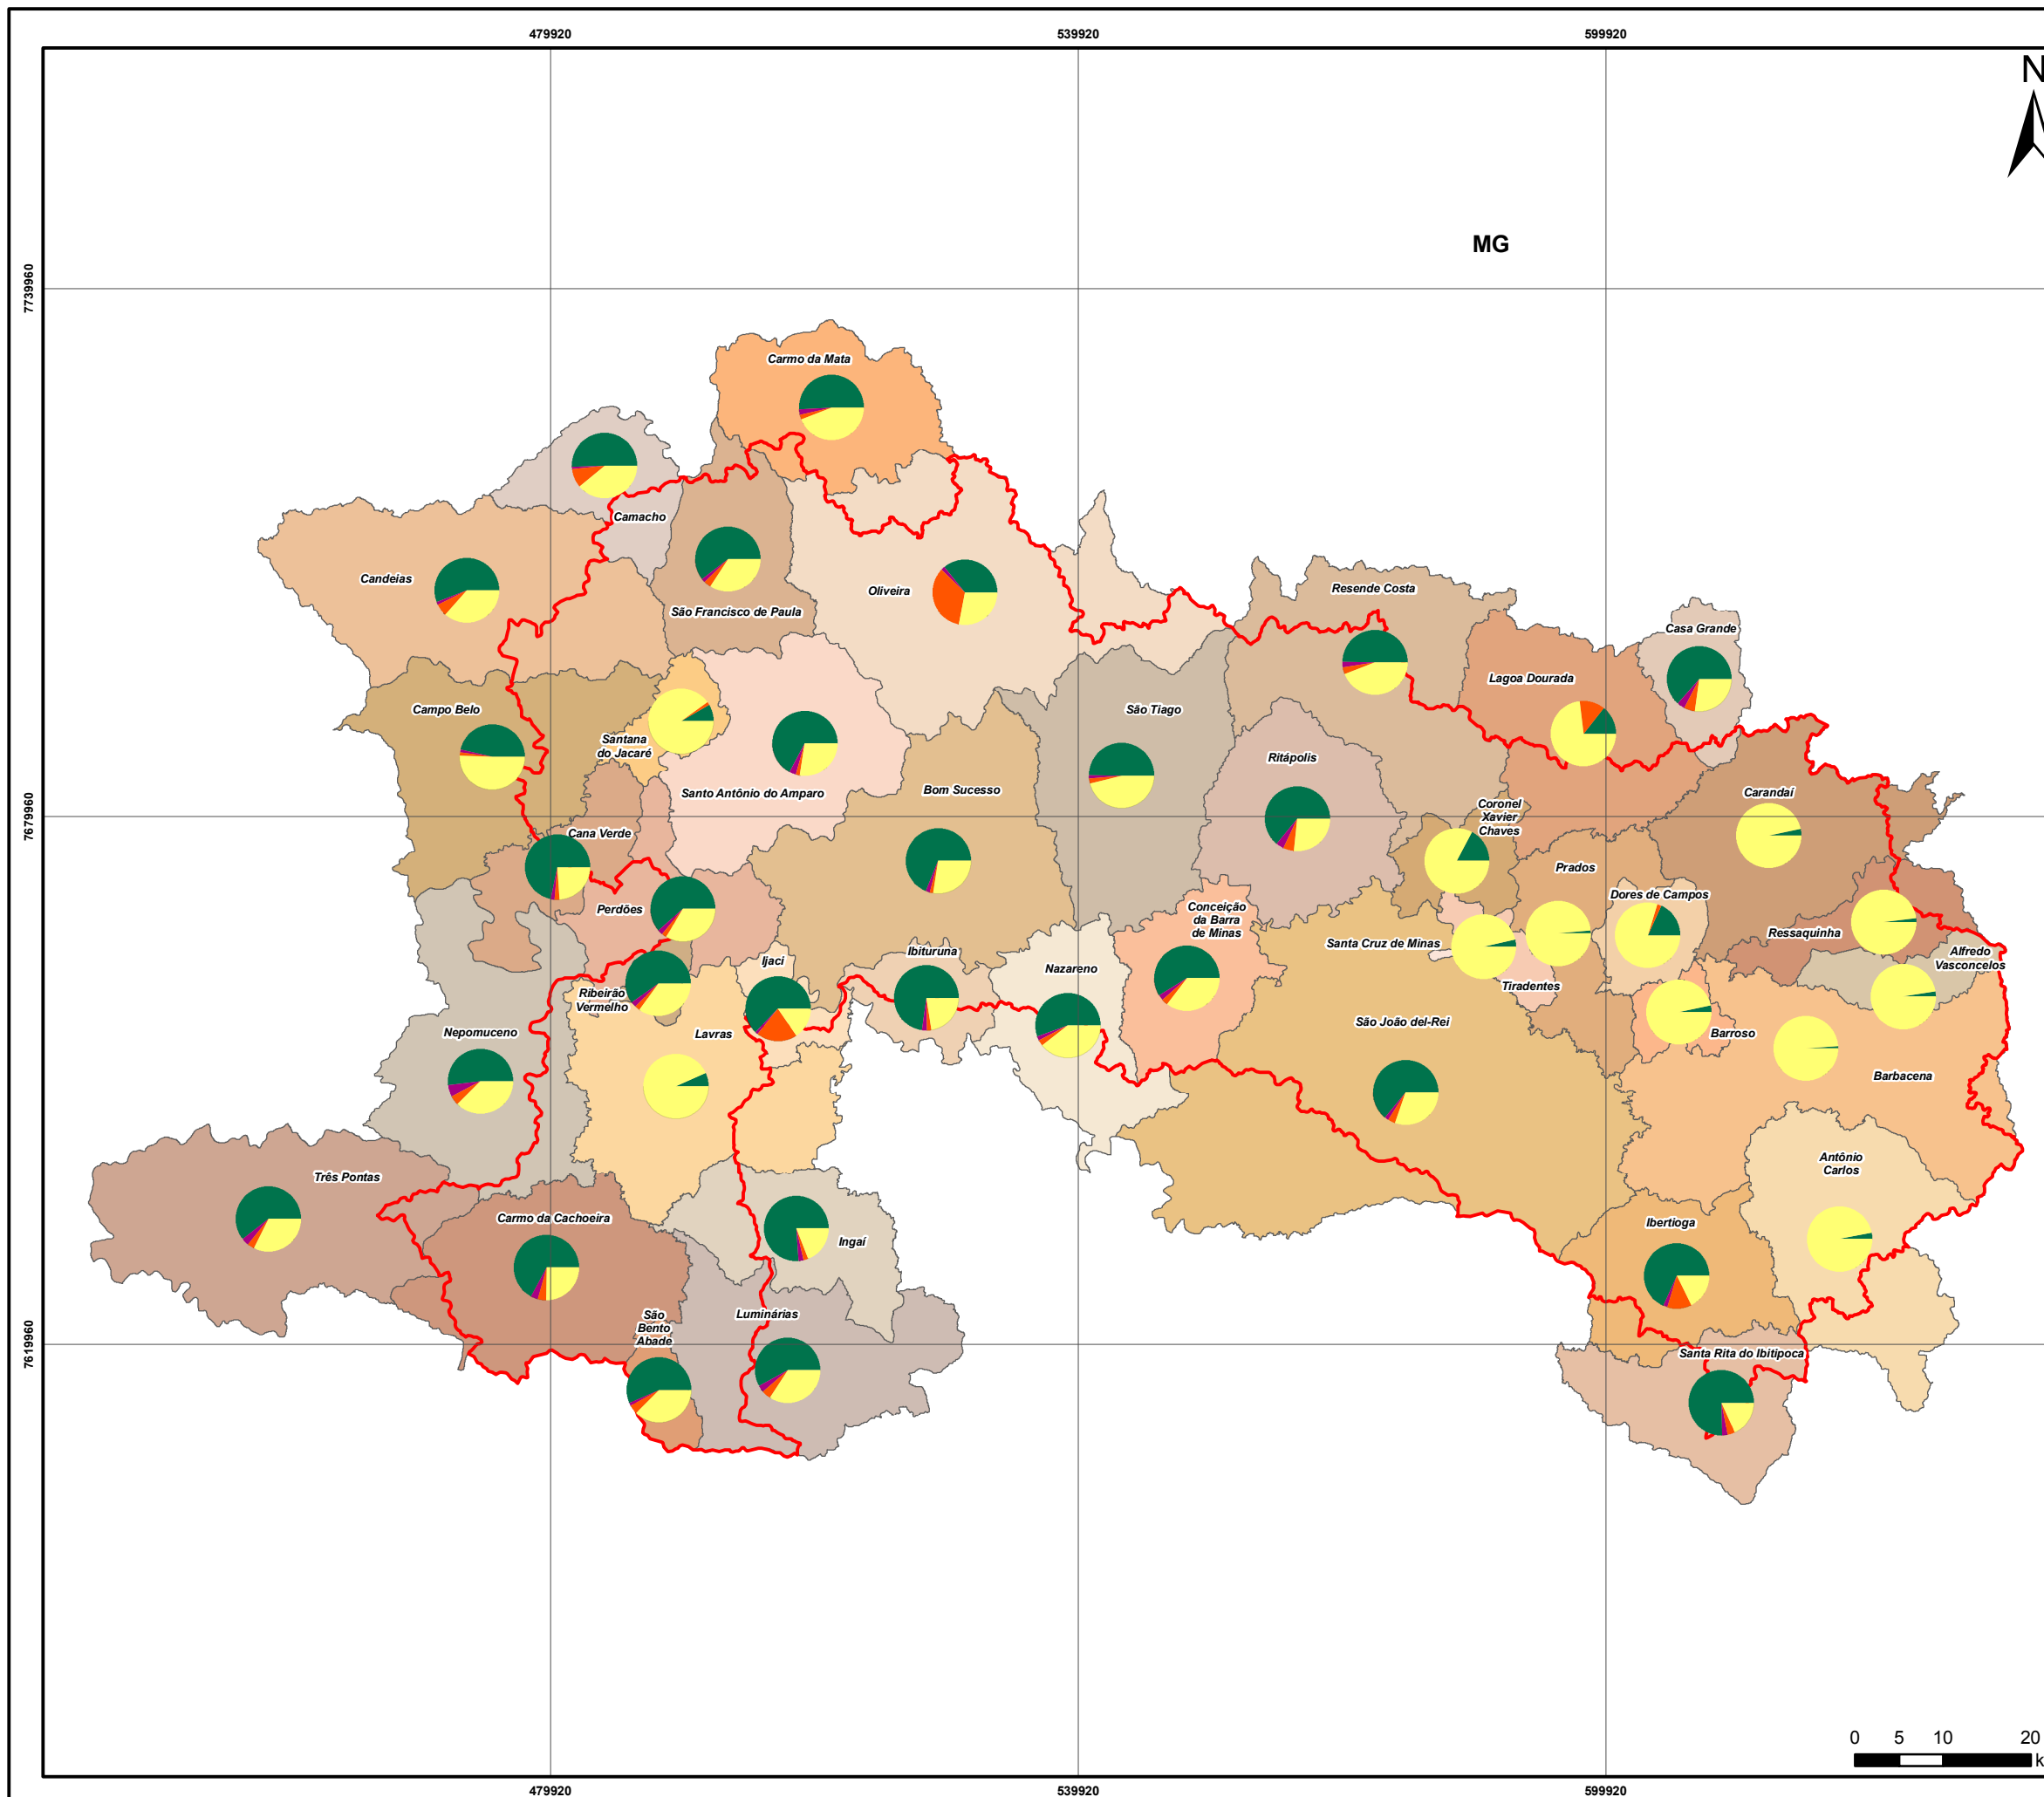 479920
539920
599920
N
MG
7739960
Carmo da Mata
Camacho
Candeias
São Francisco de Paula
Oliveira
Resende Costa
Casa Grande
Lagoa Dourada
Campo Belo
São Tiago
Santana
do Jacaré
Ritápolis
Santo Antônio do Amparo
Bom Sucesso
Carandaí
Coronel
Xavier
Chaves
7679960
Cana Verde
Prados
Dores de Campos
Perdões
Conceição
da Barra
de Minas
Ressaquinha
Santa Cruz de Minas
Ibituruna
Alfredo
Vasconcelos
Ijaci
Nazareno
Tiradentes
Ribeirão
Vermelho
Nepomuceno
Lavras
São João del-Rei
Barroso
Barbacena
Três Pontas
Antônio
Carlos
Carmo da Cachoeira
Ibertioga
Ingaí
São
Bento
Abade
Luminárias
7619960
Santa Rita do Ibitipoca
0 5 10 20
k
479920
539920
599920